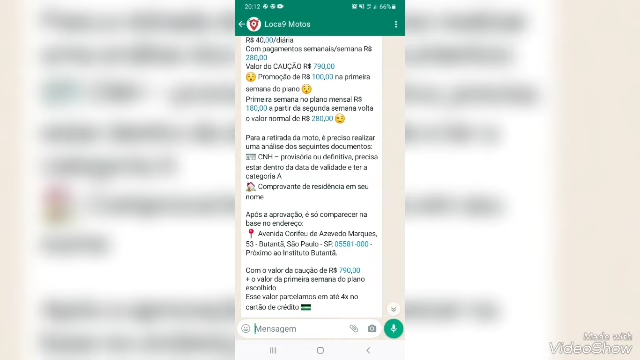 20:12
66%
Loca9 Motos
R$ 40,00/diária
Com pagamentos semanais/semana R$
280,00
Valor do CAUÇÃO R$ 790,00
Promoção de R$ 100,00 na primeira
semana do plano
Primeira semana no plano mensal R$
180,00 a partir da segunda semana volta
o valor normal de R$ 280,00
Para a retirada da moto, é preciso realizar
uma análise dos seguintes documentos:
CNH – provisória ou definitiva, precisa
estar dentro da data de validade e ter a
categoria A
Comprovante de residência em seu
nome
Após a aprovação, é só comparecer na
base no endereço:
Avenida Corifeu de Azevedo Marques,
53 - Butantã, São Paulo - SP, 05581-000 -
Próximo ao Instituto Butantã.
Com o valor da caução de R$ 790,00
+ o valor da primeira semana do plano
escolhido
Esse valor parcelamos em até 4x no
cartão de crédito
Mensagem
Made with
VideoShow